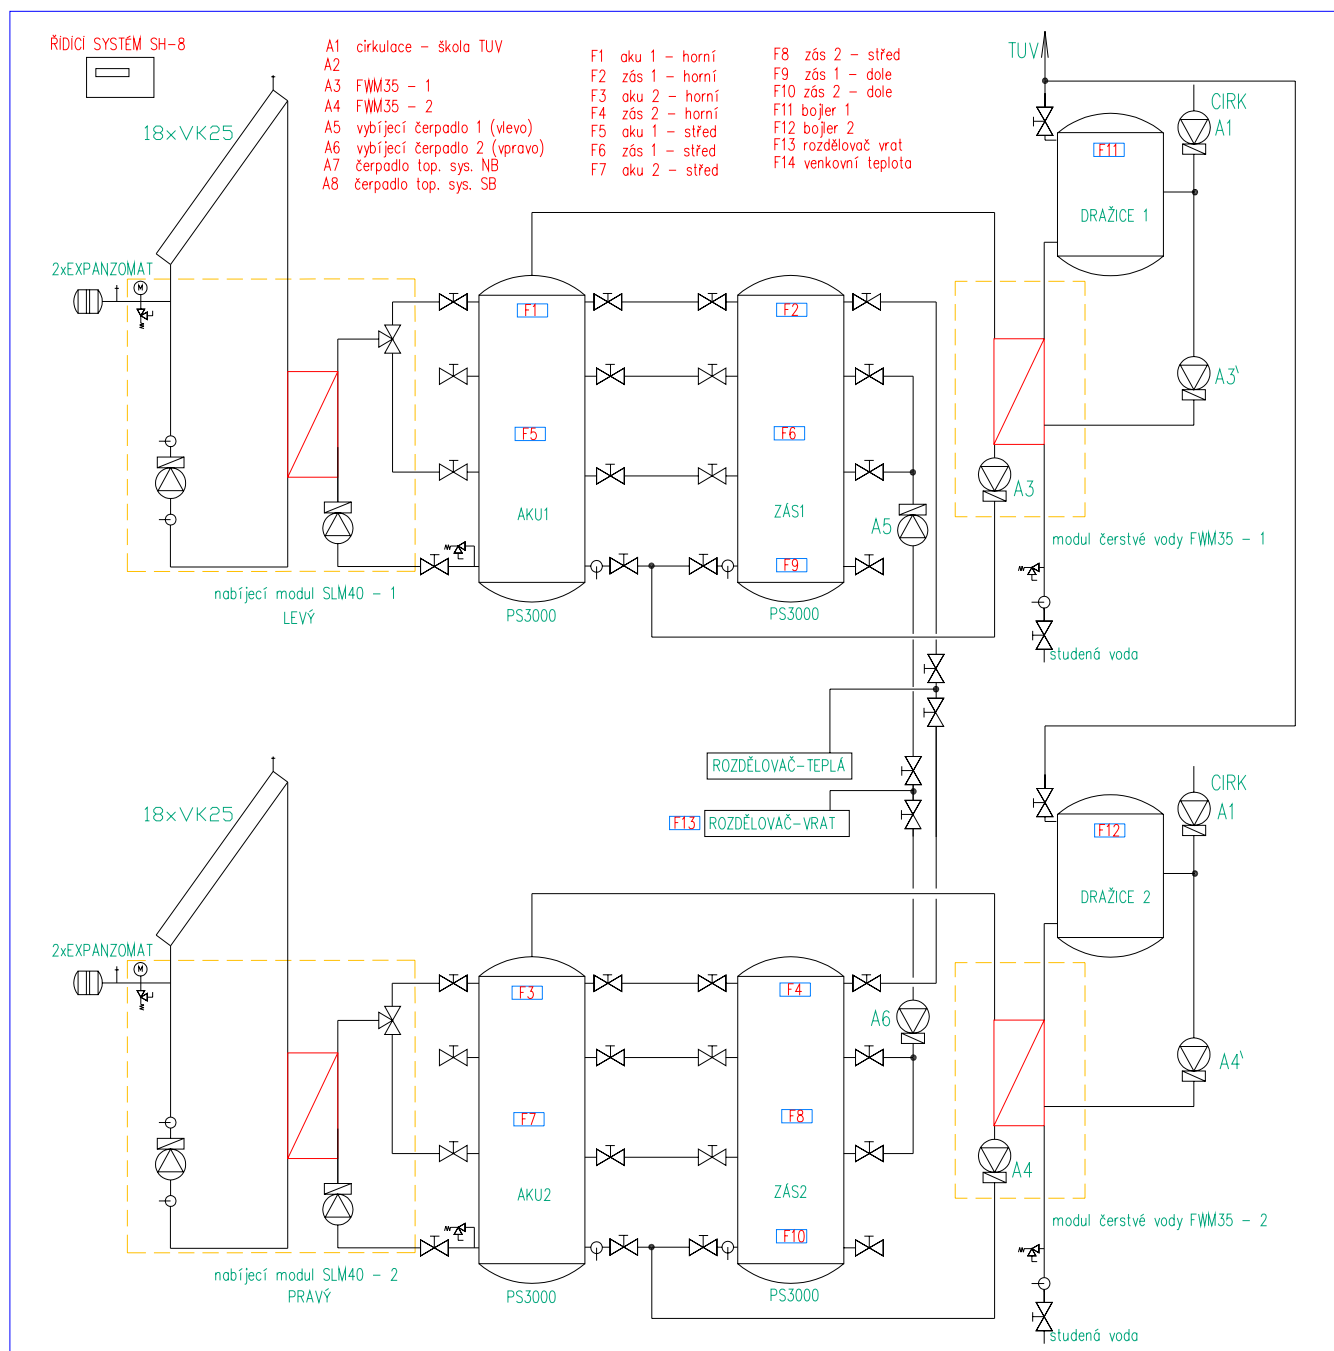 ŘÍDÍCÍ SYSTÉM SH-8
A1 cirkulace - škola TUV
A2
A3 FWM35 - 1
A4 FWM35 - 2
A5 vybíjecí čerpadlo 1 (vlevo)
A6 vybíjecí čerpadlo 2 (vpravo)
A7 čerpadlo top. sys. NB
A8 čerpadlo top. sys. SB
F1 aku 1 - horní
F2 zás 1 - horní
F3 aku 2 - horní
F4 zás 2 - horní
F5 aku 1 - střed
F6 zás 1 - střed
F7 aku 2 - střed
F8 zás 2 - střed
F9 zás 1 - dole
F10 zás 2 - dole
F11 bojler 1
F12 bojler 2
F13 rozdělovač vrat
F14 venkovní teplota
TUV
CIRK
A1
18xVK25
F11
DRAŽICE 1
2xEXPANZOMAT
M
F1
F2
A3'
F5
F6
A3
AKU1
ZÁS1
A5
modul čerstvé vody FWM35 - 1
F9
nabíjecí modul SLM40 - 1
LEVÝ
PS3000
PS3000
studená voda
ROZDĚLOVAČ-TEPLÁ
F13
ROZDĚLOVAČ-VRAT
CIRK
A1
18xVK25
F12
DRAŽICE 2
2xEXPANZOMAT
M
F3
F4
A6
A4'
F7
F8
A4
AKU2
ZÁS2
modul čerstvé vody FWM35 - 2
F10
nabíjecí modul SLM40 - 2
PRAVÝ
PS3000
PS3000
studená voda